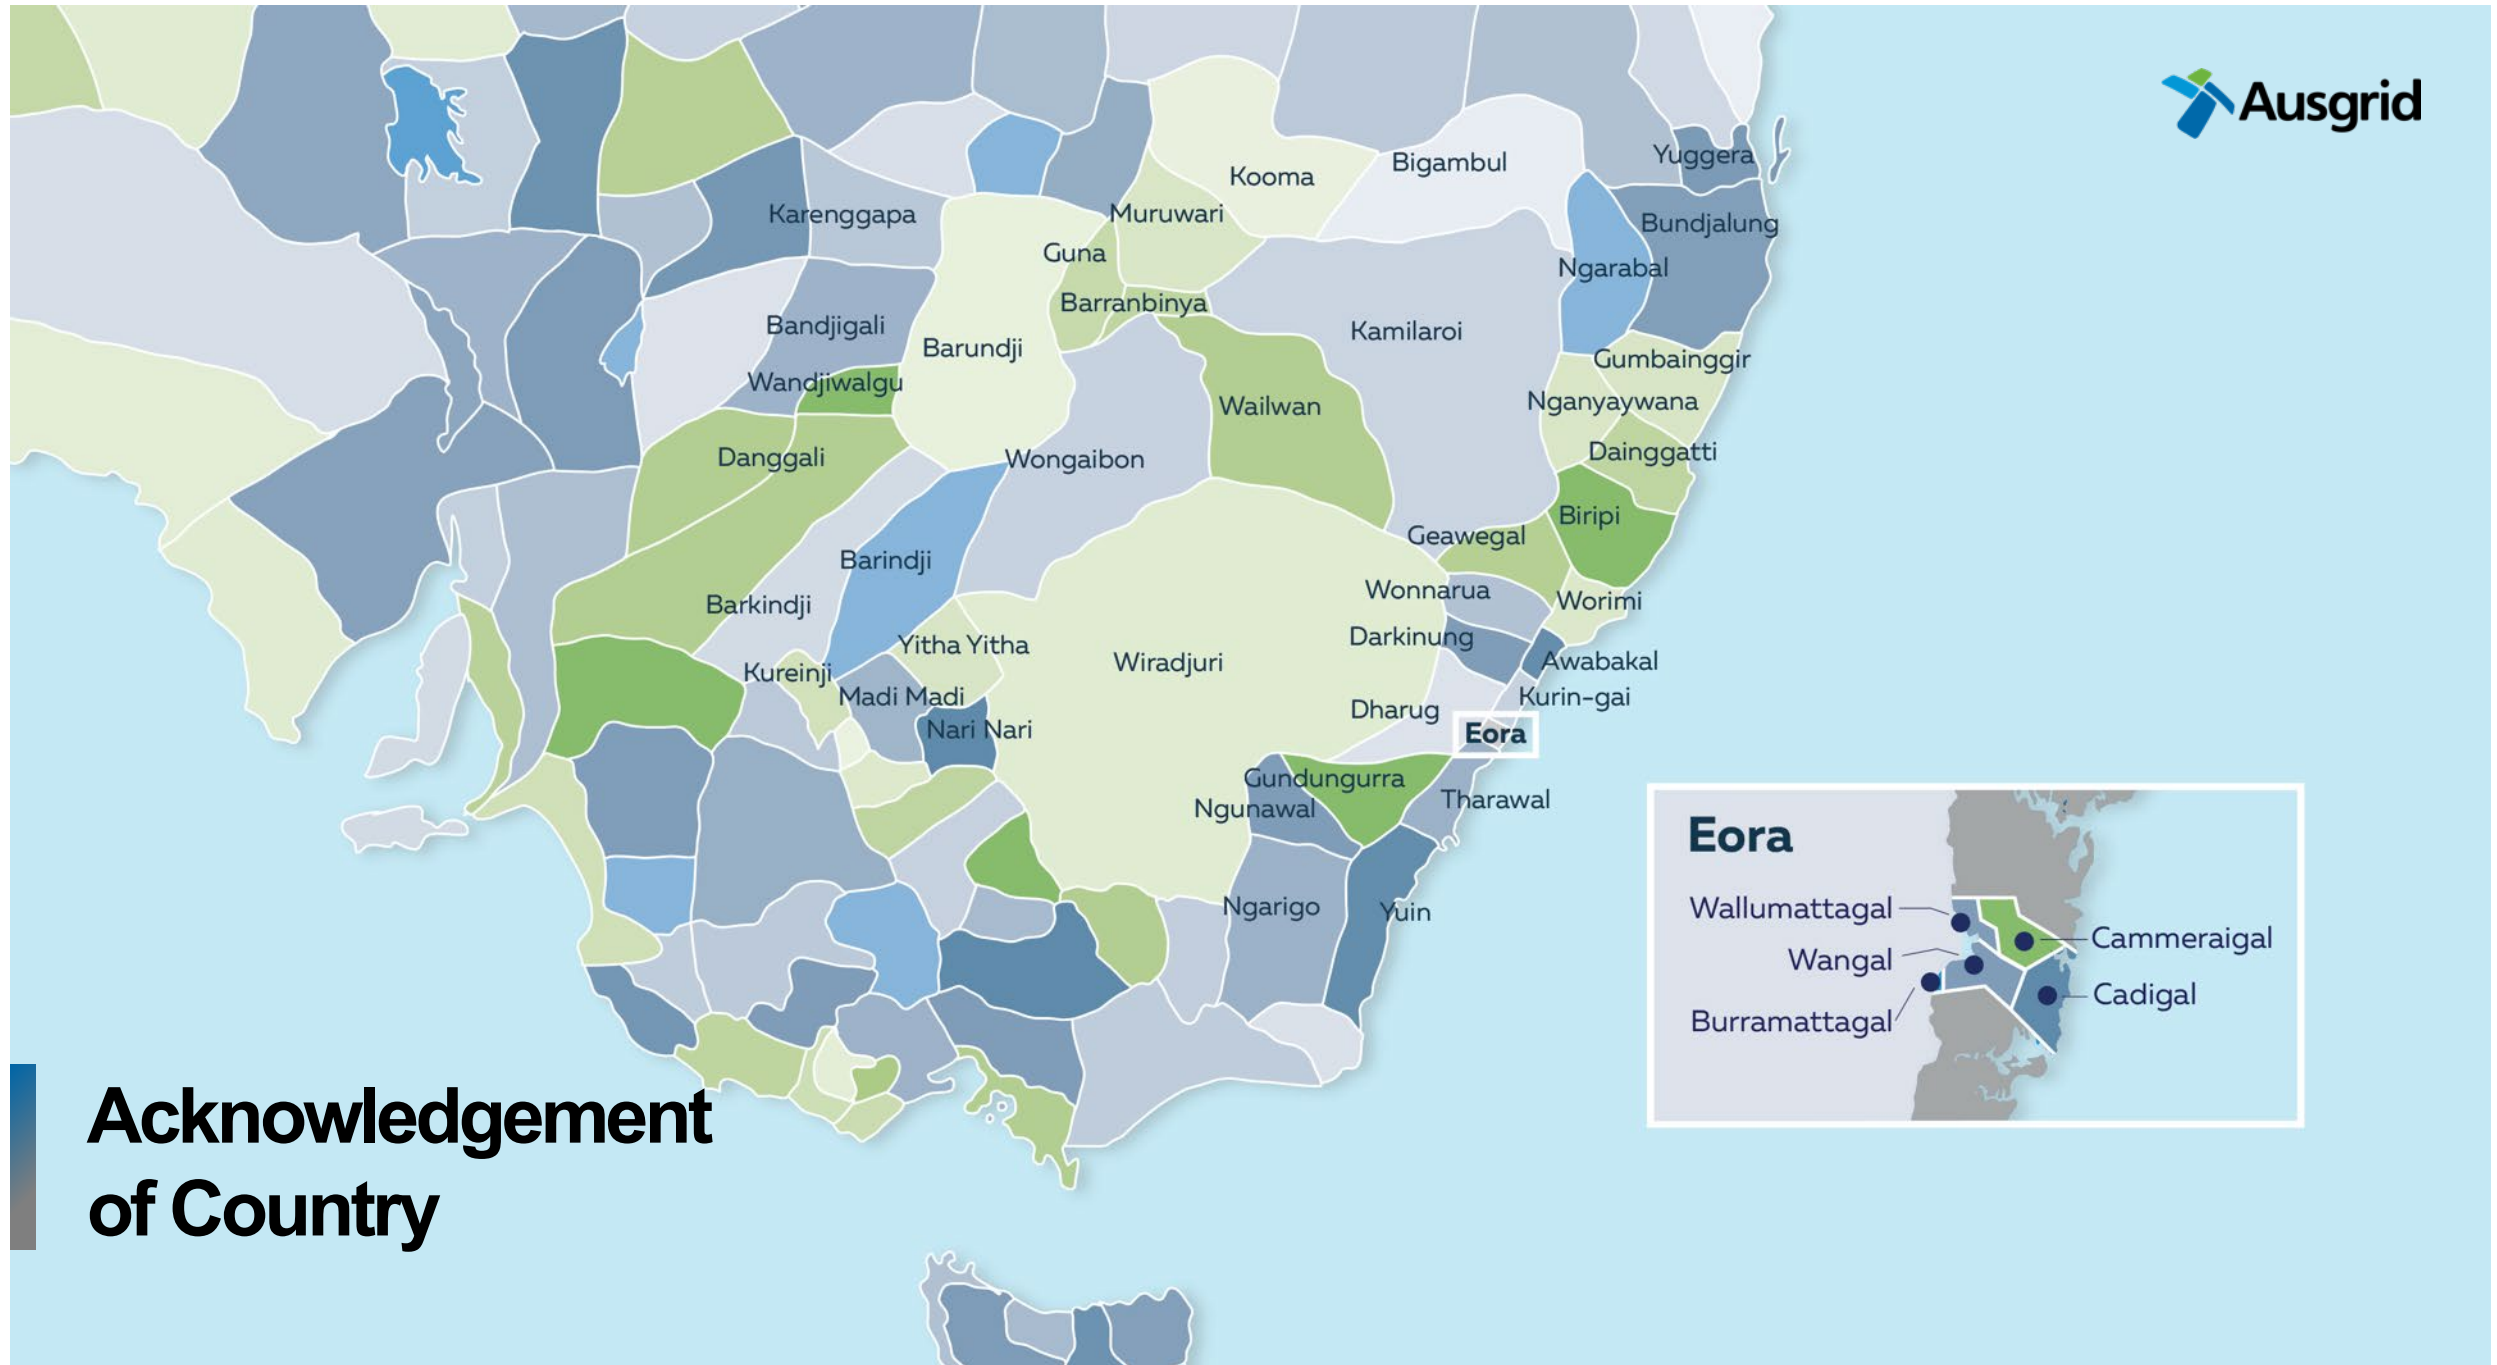 Ausgrid
Yuggera
Bigambul
Kooma
Karenggapa
Muruwari
Bundjalung
Guna
Ngarabal
Barranbinya
Bandjigali
Kamilaroi
Barundji
Gumbainggir
Wandjiwalgu
Nganyaywana
Wailwan
Dainggatti
Danggali
Wongaibon
Biripi
Geawegal
Barindji
Wonnarua
Worimi
Barkindji
Darkinung
Yitha Yitha
Wiradjuri
Awabakal
Kureinji
Madi Madi
Kurin-gai
Dharug
Nari Nari
Eora
Gundungurra
Ngunawal
Tharawal
Ngarigo
Yuin
Eora
Wallumattagal
Cammeraigal
Wangal
Cadigal
Burramattagal
Acknowledgement
of Country